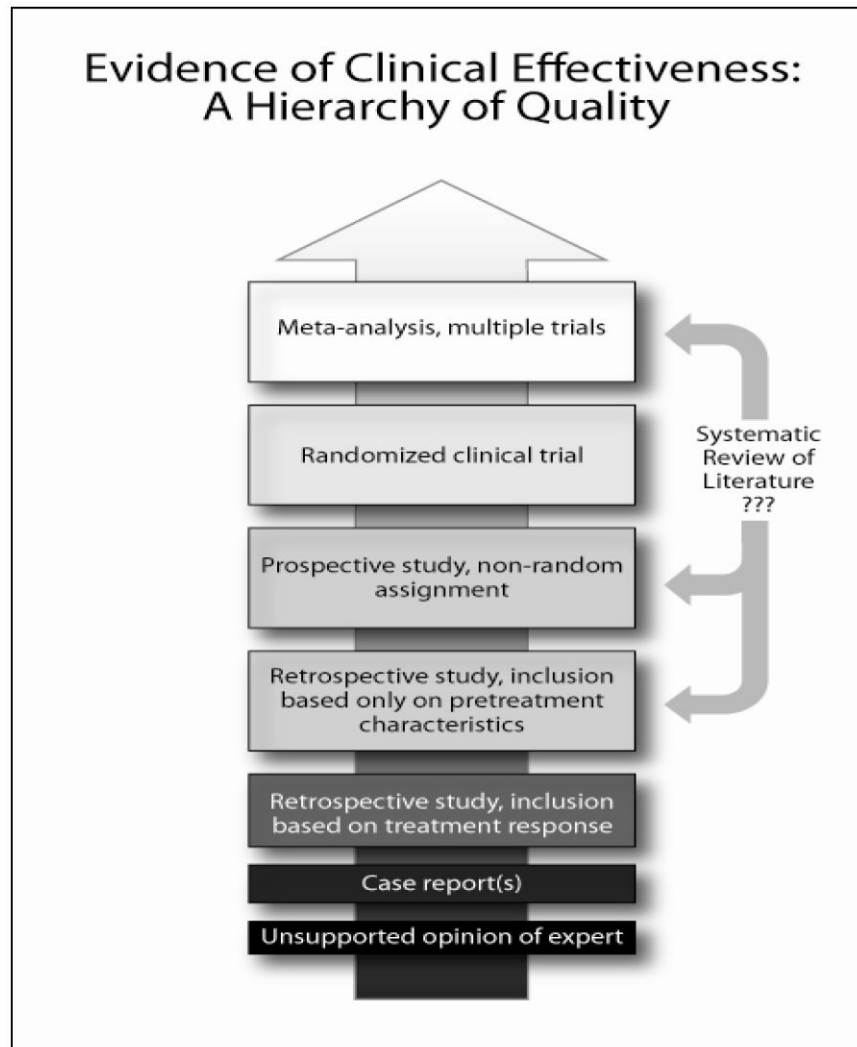 Evidence of Clinical Effectiveness:
A Hierarchy of Quality
Meta-analysis, multiple trials
Randomized clinical trial
Prospective study, non-random
assignment
Retrospective study, inclusion
based only on pretreatment
characteristics
Retrospective study, inclusion
based on treatment response
Case report(s)
Unsupported opinion of expert
Systematic
Review of
Literature
???